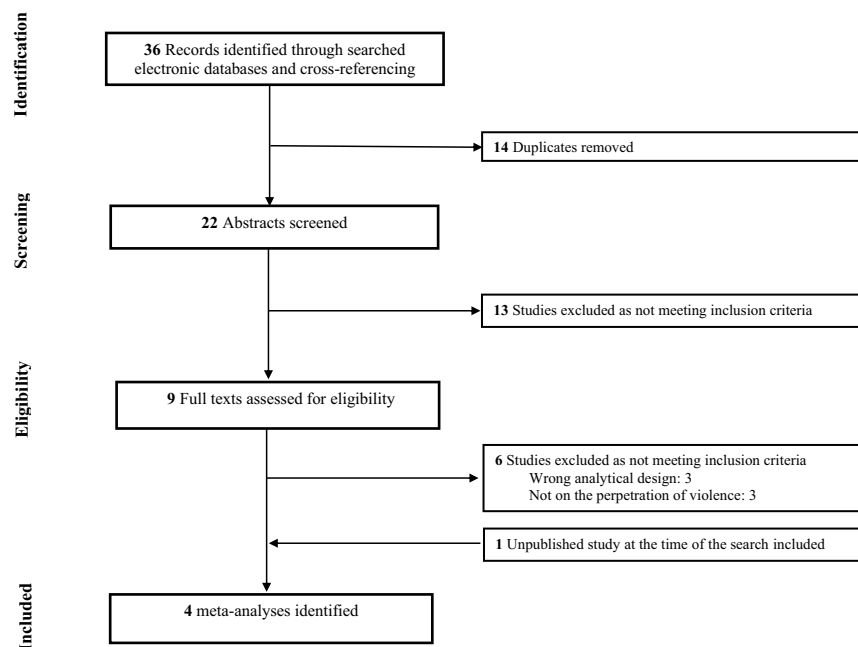 Identification
36 Records identified through searched
electronic databases and cross-referencing
14 Duplicates removed
Screening
22 Abstracts screened
13 Studies excluded as not meeting inclusion criteria
Eligibility
9 Full texts assessed for eligibility
6 Studies excluded as not meeting inclusion criteria
Wrong analytical design: 3
Not on the perpetration of violence: 3
1 Unpublished study at the time of the search included
Included
4 meta-analyses identified